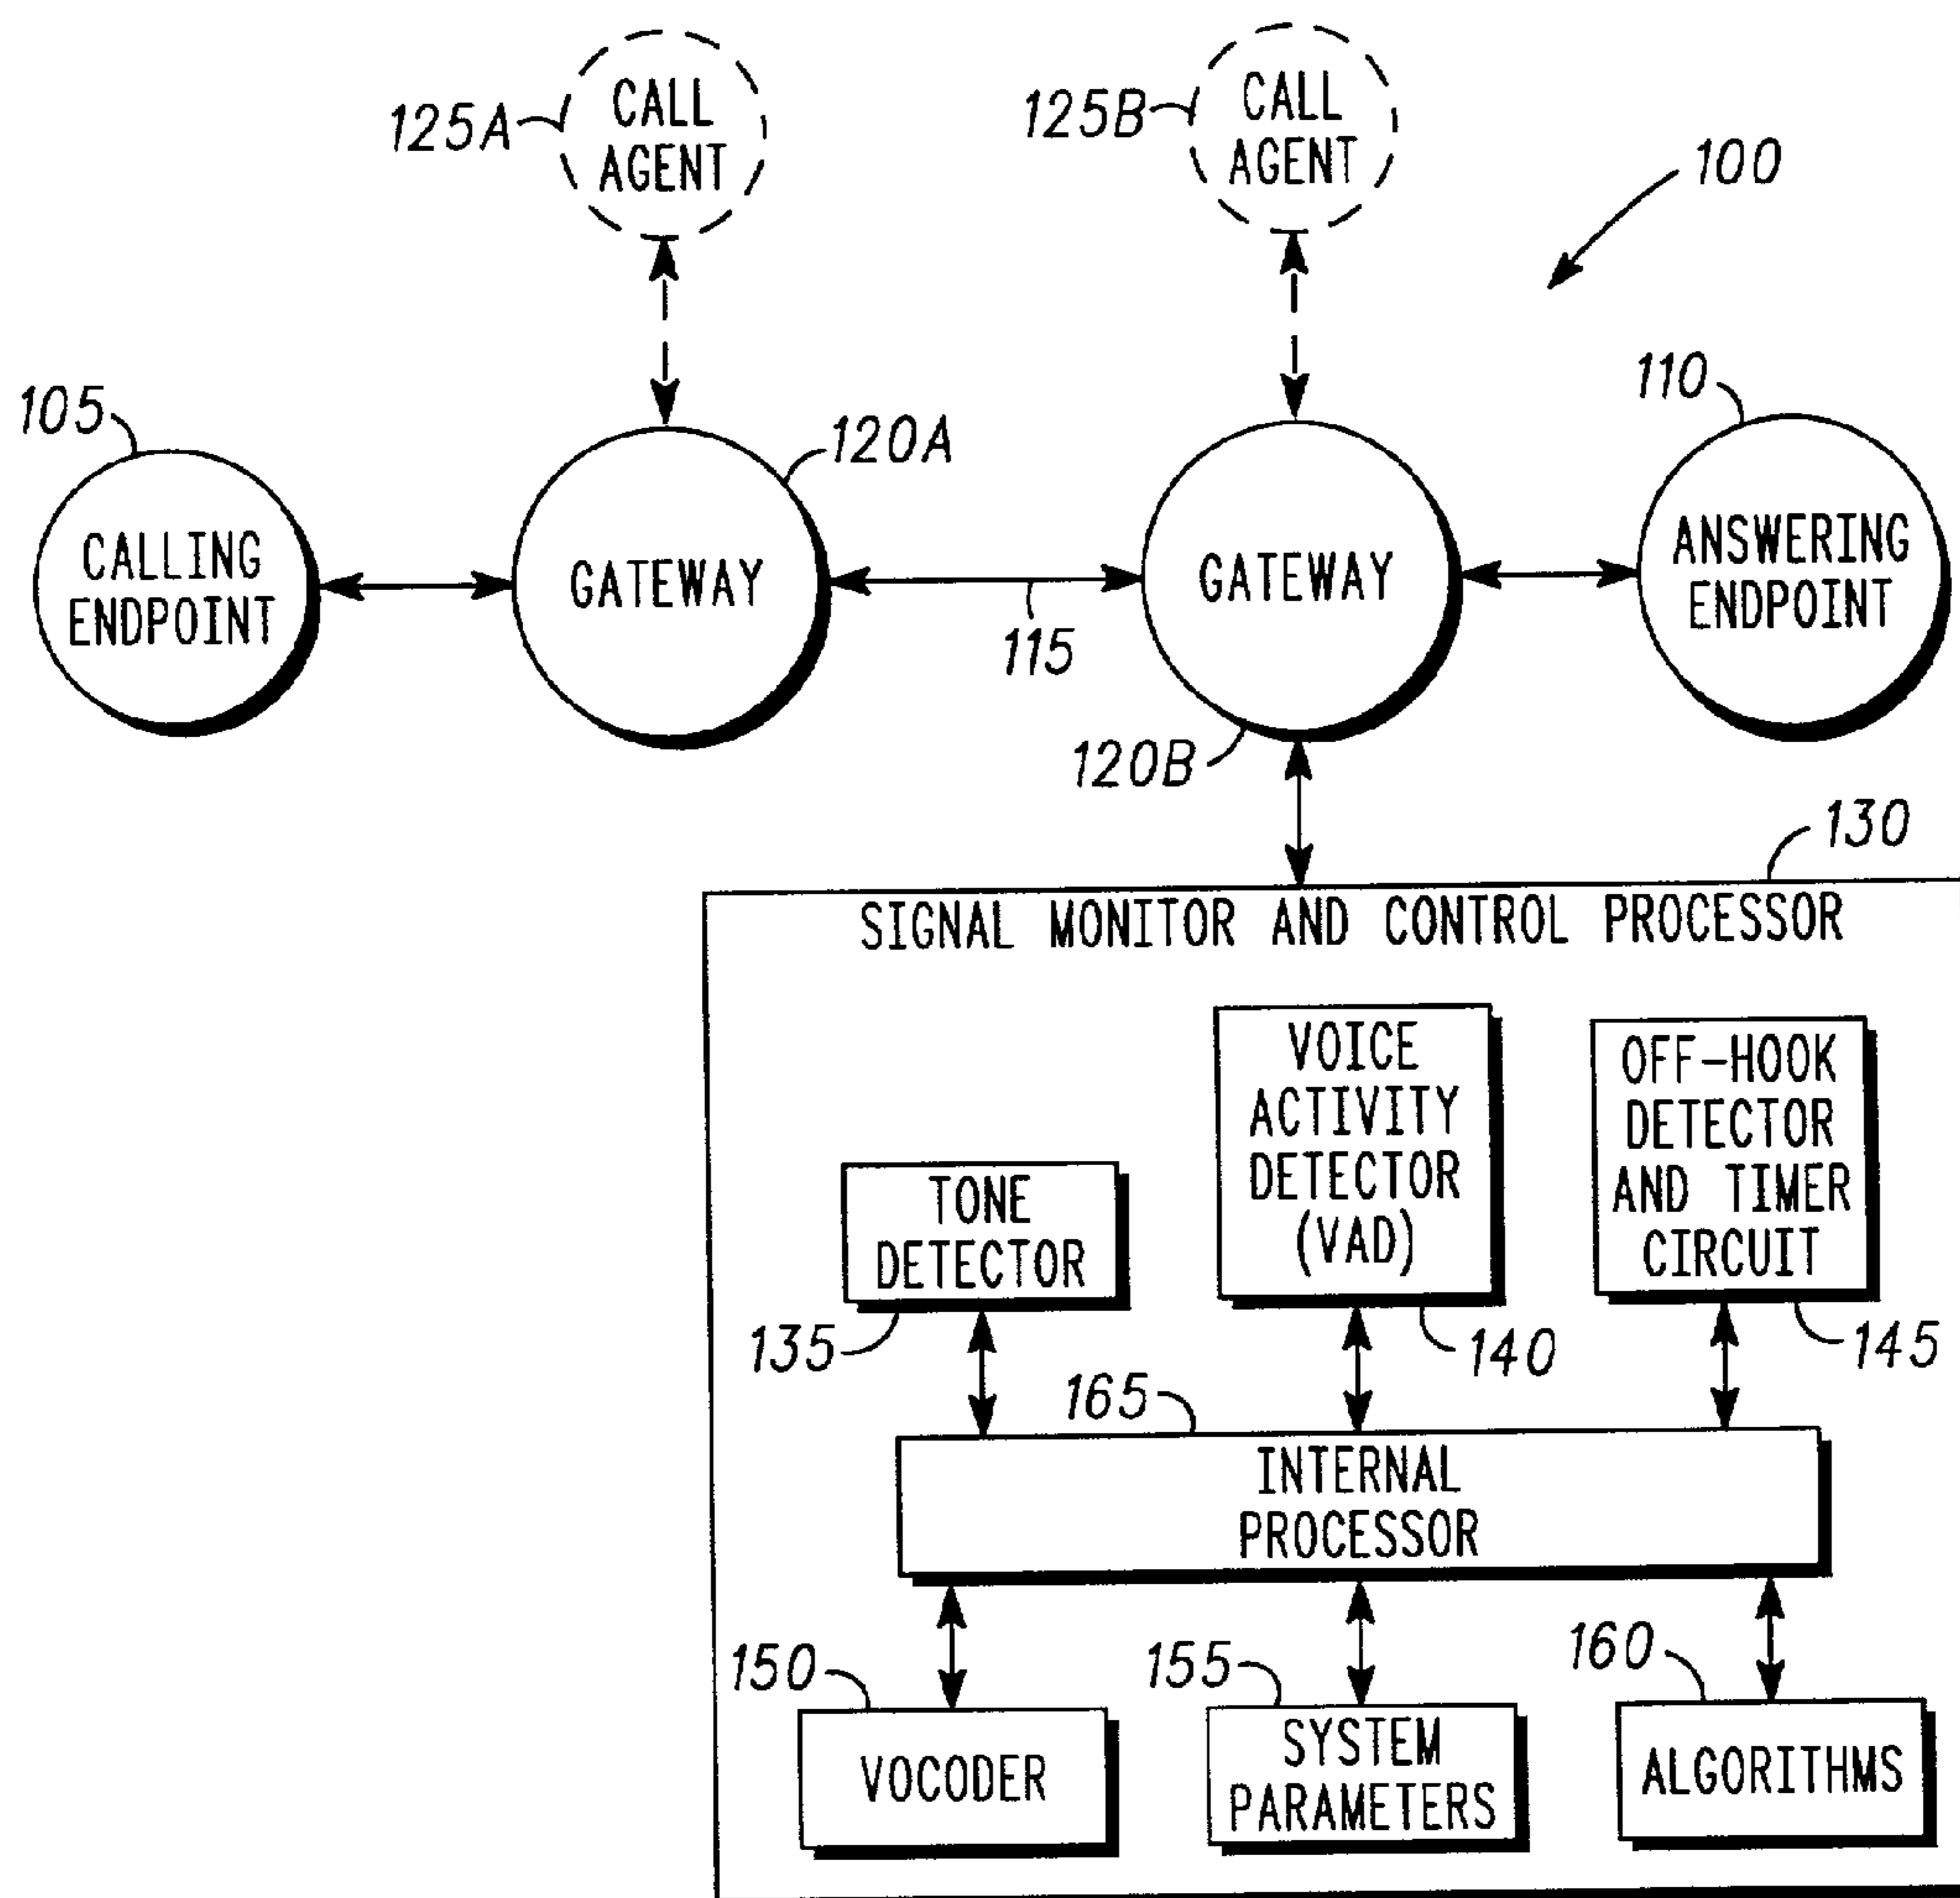 125A
CALL
AGENT
125B
CALL
AGENT
100
105
120A
110
CALLING
ENDPOINT
GATEWAY
115
GATEWAY
ANSWERING
ENDPOINT
120B
130
SIGNAL MONITOR AND CONTROL PROCESSOR
TONE
DETECTOR
135
VOICE
ACTIVITY
DETECTOR
(VAD)
140
OFF-HOOK
DETECTOR
AND TIMER
CIRCUIT
145
165
INTERNAL
PROCESSOR
150
VOCODER
155
SYSTEM
PARAMETERS
160
ALGORITHMS